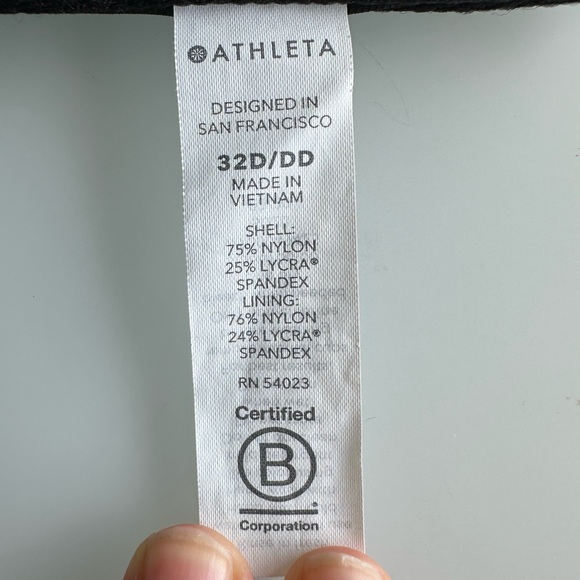 ATHLETA
DESIGNED IN
SAN FRANCISCO
32D/DD
MADE IN
VIETNAM
SHELL:
75% NYLON
25% LYCRA®
SPANDEX
LINING:
76% NYLON
24% LYCRA®
SPANDEX
RN 54023
Certified
B
Corporation